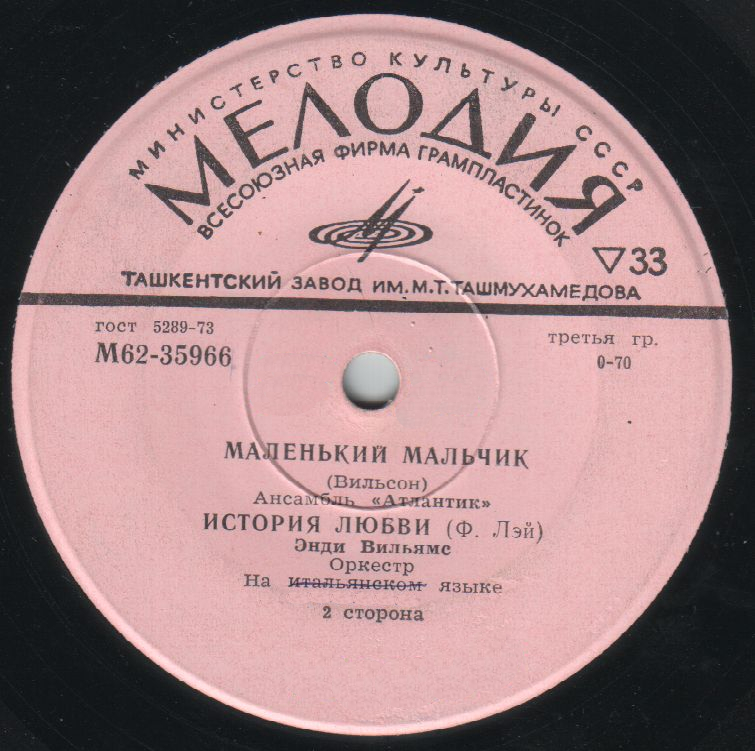 МИНИСТЕРСТВО КУЛЬТУРЫ СССР
МЕЛОДИЯ
ВСЕСОЮЗНАЯ ФИРМА ГРАМПЛАСТИНОК
▽33
ТАШКЕНТСКИЙ ЗАВОД ИМ. М.Т. ТАШМУХАМЕДОВА
гост 5289-73
М62-35966
третья гр.
0-70
МАЛЕНЬКИЙ МАЛЬЧИК
(Вильсон)
Ансамбль «Атлантик»
ИСТОРИЯ ЛЮБВИ (Ф. Лэй)
Энди Вильямс
Оркестр
На итальянском языке
2 сторона